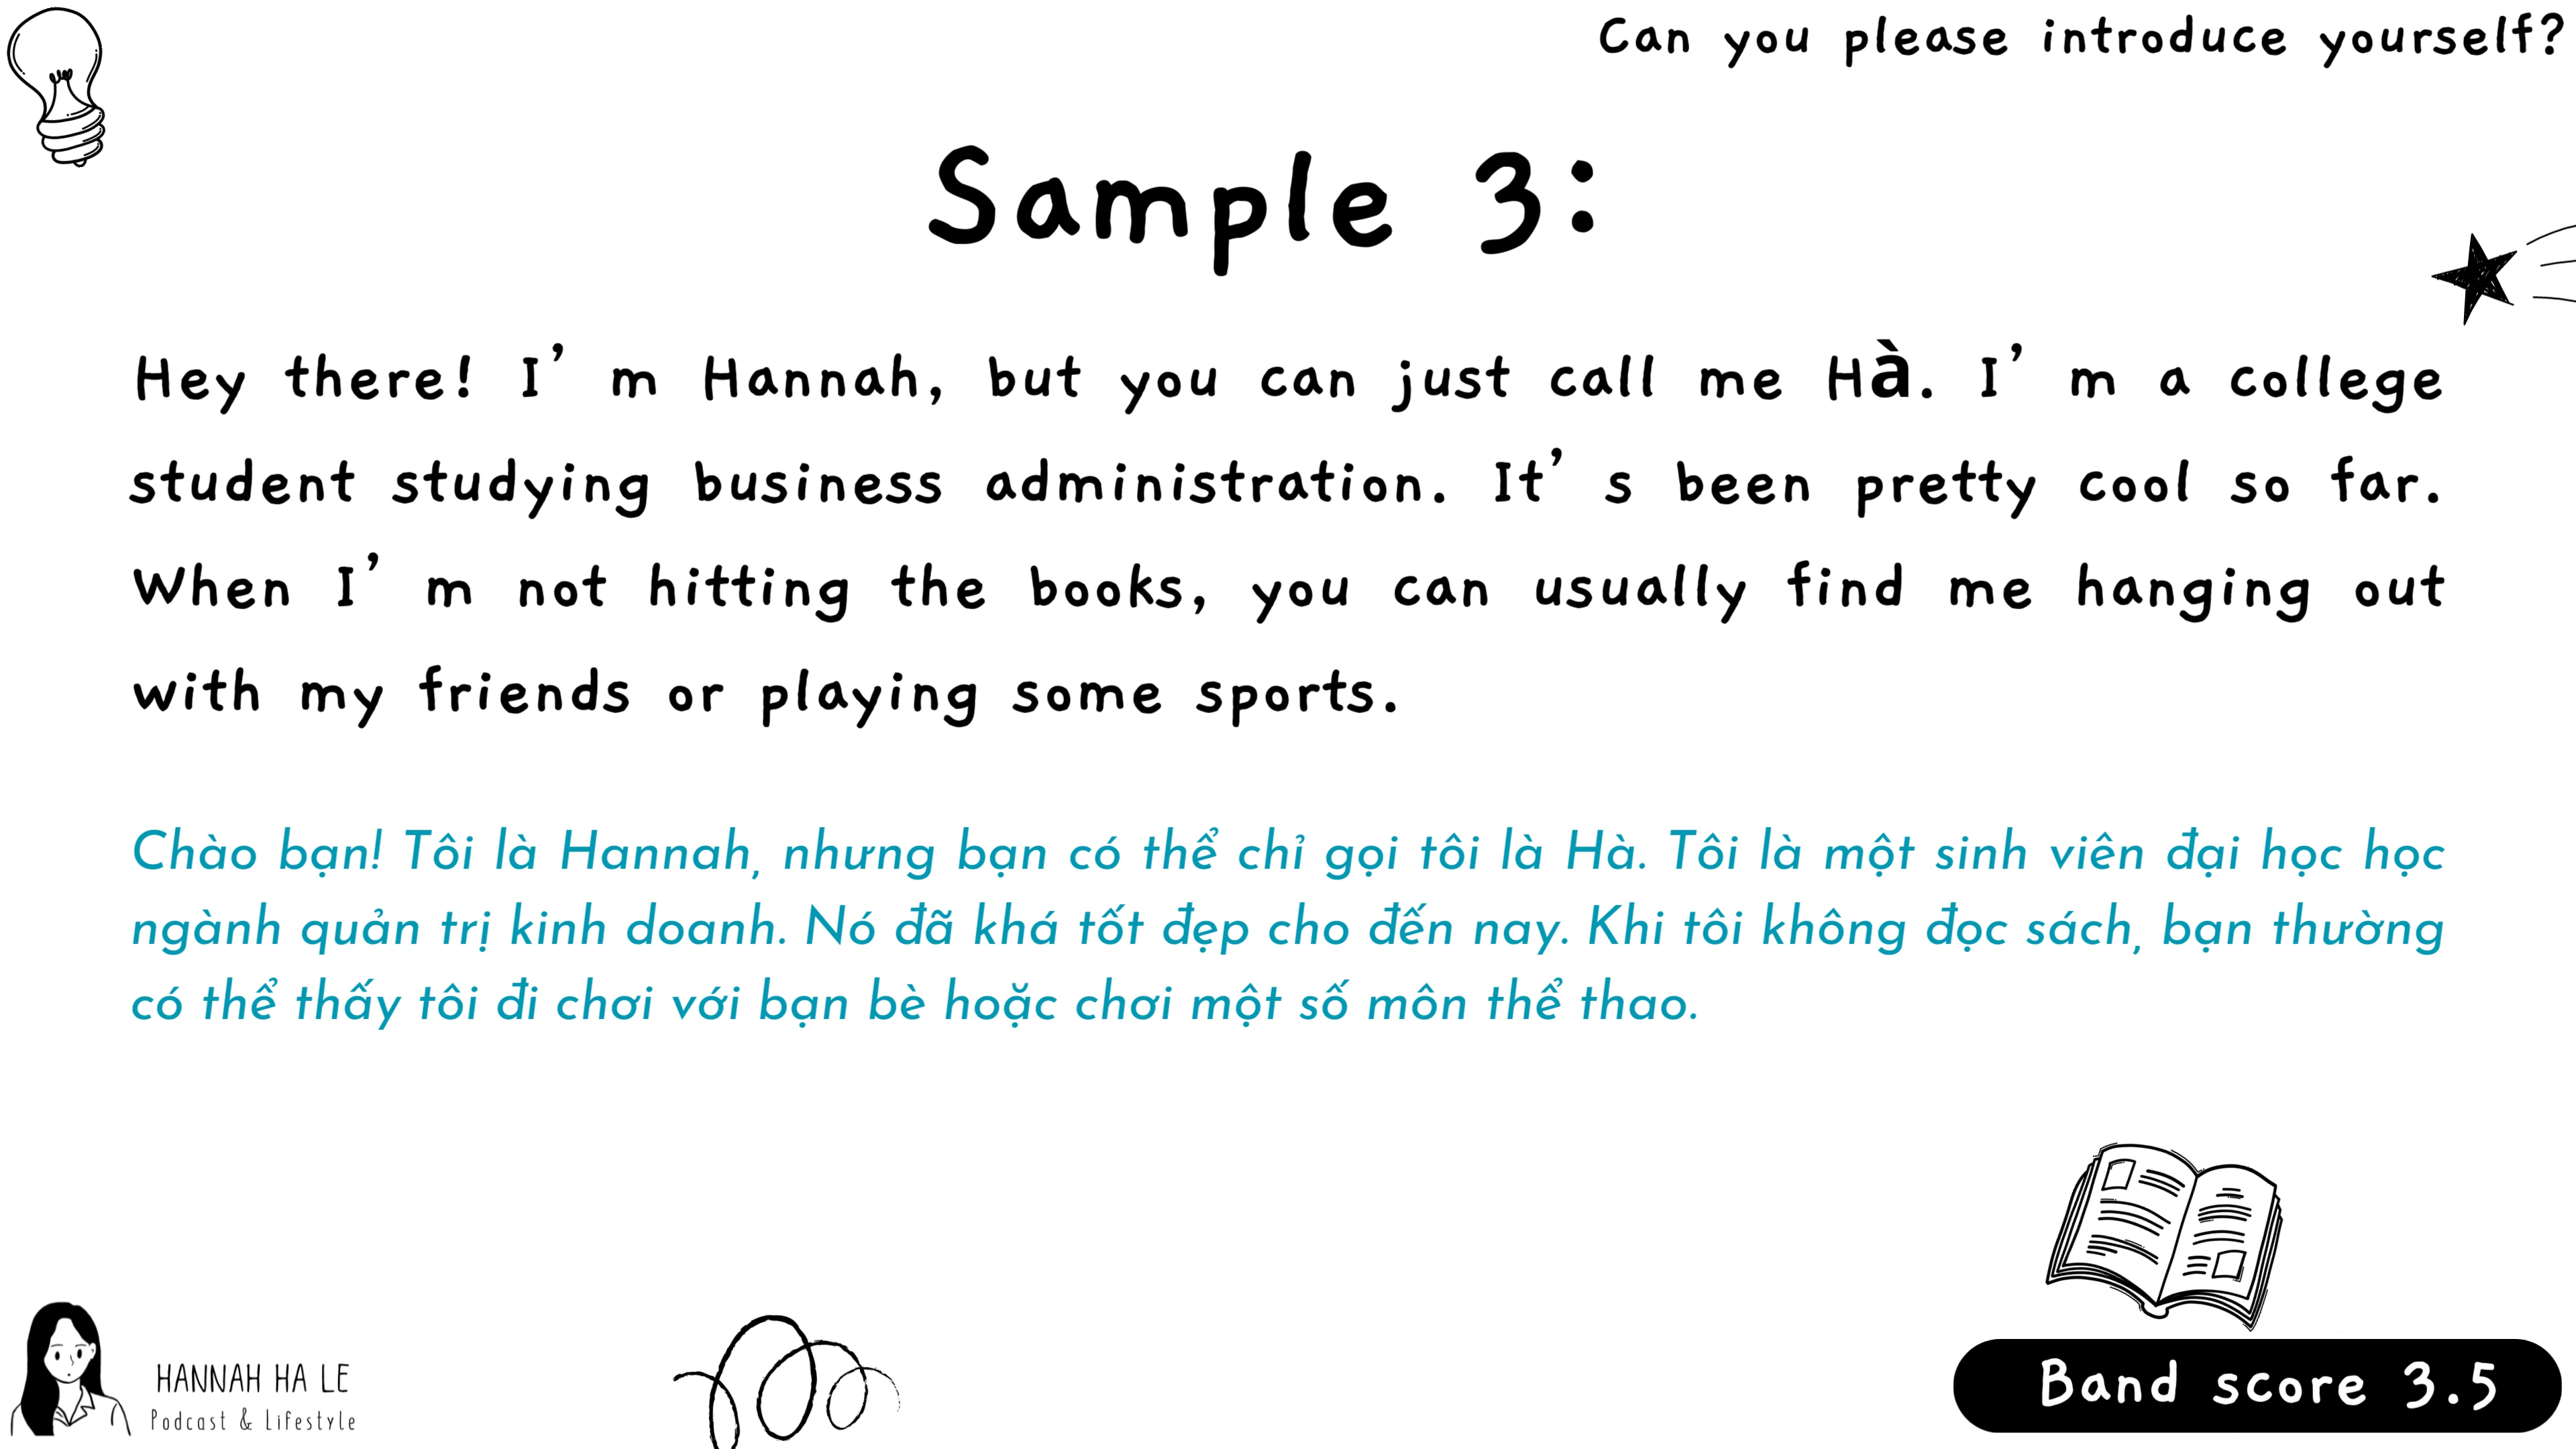 Can you please introduce yourself?
Sample 3:
Hey there! I’m Hannah, but you can just call me Hà. I’m a college
student studying business administration. It’s been pretty cool so far.
When I’m not hitting the books, you can usually find me hanging out
with my friends or playing some sports.
Chào bạn! Tôi là Hannah, nhưng bạn có thể chỉ gọi tôi là Hà. Tôi là một sinh viên đại học học
ngành quản trị kinh doanh. Nó đã khá tốt đẹp cho đến nay. Khi tôi không đọc sách, bạn thường
có thể thấy tôi đi chơi với bạn bè hoặc chơi một số môn thể thao.
HANNAH HA LE
Podcast & Lifestyle
Band score 3.5